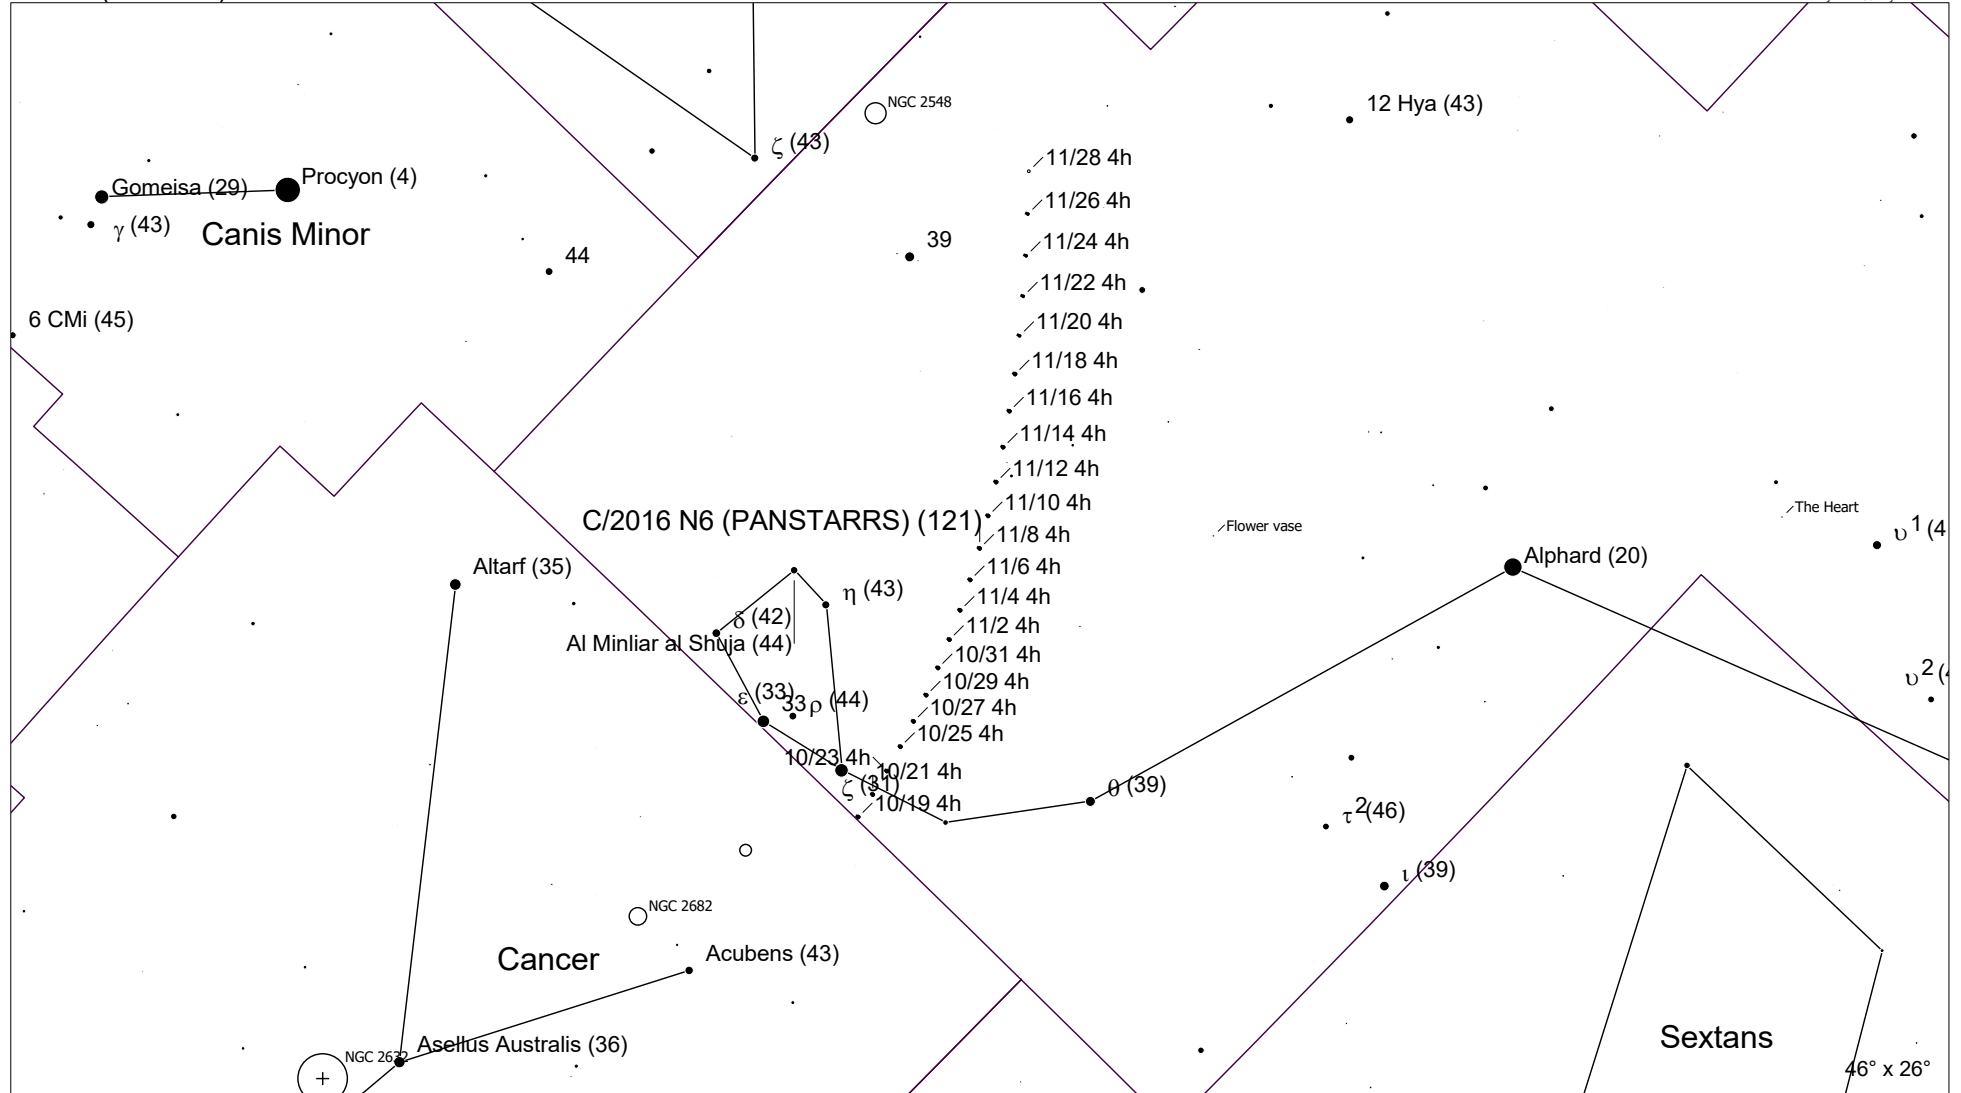 NGC 2548
12 Hya (43)
ζ (43)
11/28 4h
Procyon (4)
Gomeisa (29)
11/26 4h
γ (43)
Canis Minor
39
11/24 4h
44
11/22 4h
6 CMi (45)
11/20 4h
11/18 4h
11/16 4h
11/14 4h
11/12 4h
11/10 4h
The Heart
C/2016 N6 (PANSTARRS) (121)
Flower vase
υ1 (4
11/8 4h
Alphard (20)
Altarf (35)
11/6 4h
η (43)
11/4 4h
δ (42)
11/2 4h
Al Minliar al Shuja (44)
10/31 4h
υ2 (4
10/29 4h
ε (33)
33 ρ (44)
10/27 4h
10/25 4h
10/23 4h
10/21 4h
ζ (31)
θ (39)
10/19 4h
τ2 (46)
ι (39)
NGC 2682
Acubens (43)
Cancer
Sextans
Asellus Australis (36)
NGC 2632
46° x 26°